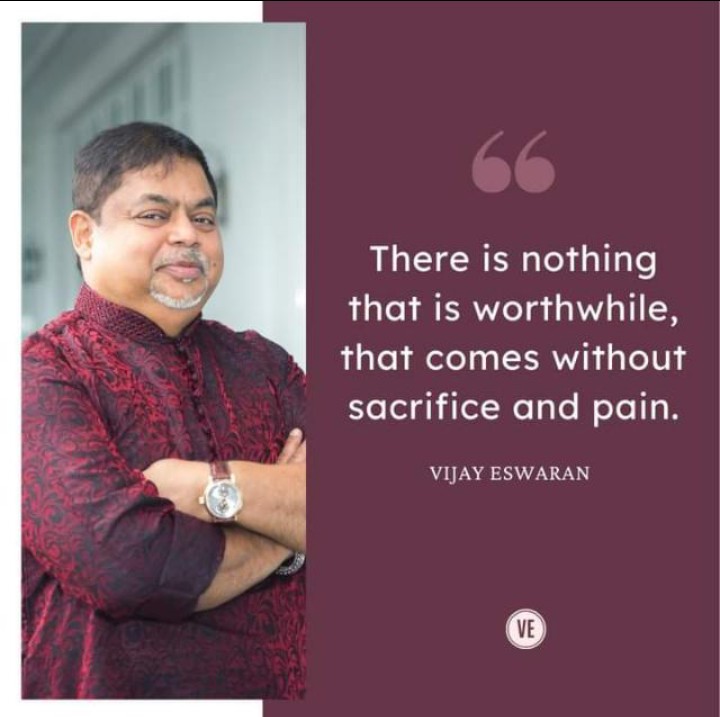 There is nothing
that is worthwhile,
that comes without
sacrifice and pain.
VIJAY ESWARAN
VE